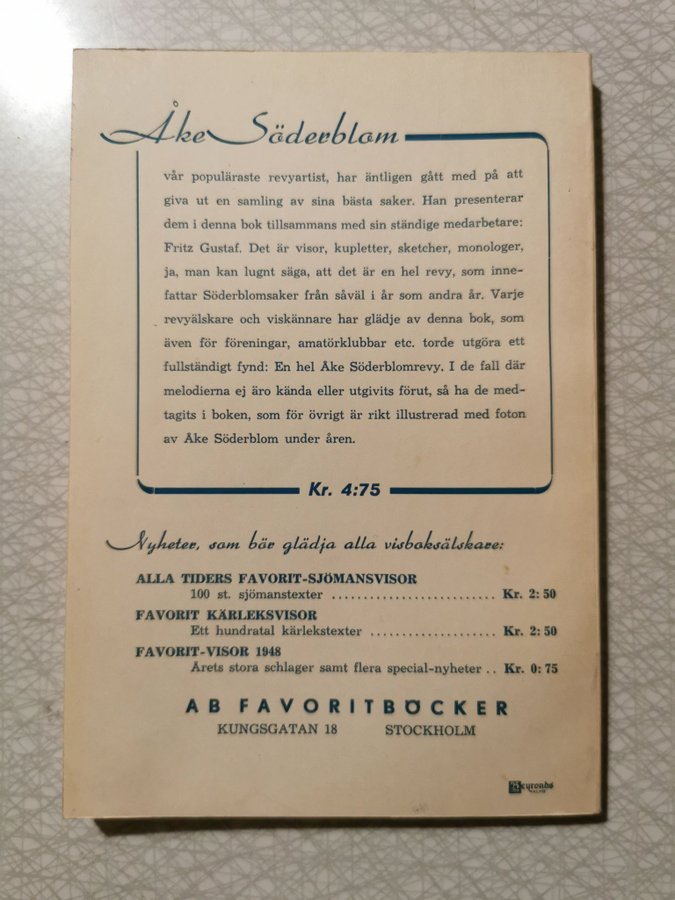 Åke Söderblom
vår populäraste revyartist, har äntligen gått med på att
giva ut en samling av sina bästa saker. Han presenterar
dem i denna bok tillsammans med sin ständige medarbetare:
Fritz Gustaf. Det är visor, kupletter, sketcher, monologer,
ja, man kan lugnt säga, att det är en hel revy, som inne-
fattar Söderblomsaker från såväl i år som andra år. Varje
revyälskare och viskännare har glädje av denna bok, som
även för föreningar, amatörklubbar etc. torde utgöra ett
fullständigt fynd: En hel Åke Söderblomrevy. I de fall där
melodierna ej äro kända eller utgivits förut, så ha de med-
tagits i boken, som för övrigt är rikt illustrerad med foton
av Åke Söderblom under åren.
Kr. 4:75
Nyheter, som bör glädja alla visboksälskare:
ALLA TIDERS FAVORIT-SJÖMANSVISOR
100 st. sjömanstexter ......................... Kr. 2:50
FAVORIT KÄRLEKSVISOR
Ett hundratal kärlekstexter ................... Kr. 2:50
FAVORIT-VISOR 1948
Årets stora schlager samt flera special-nyheter .. Kr. 0:75
AB FAVORITBÖCKER
KUNGSGATAN 18 STOCKHOLM